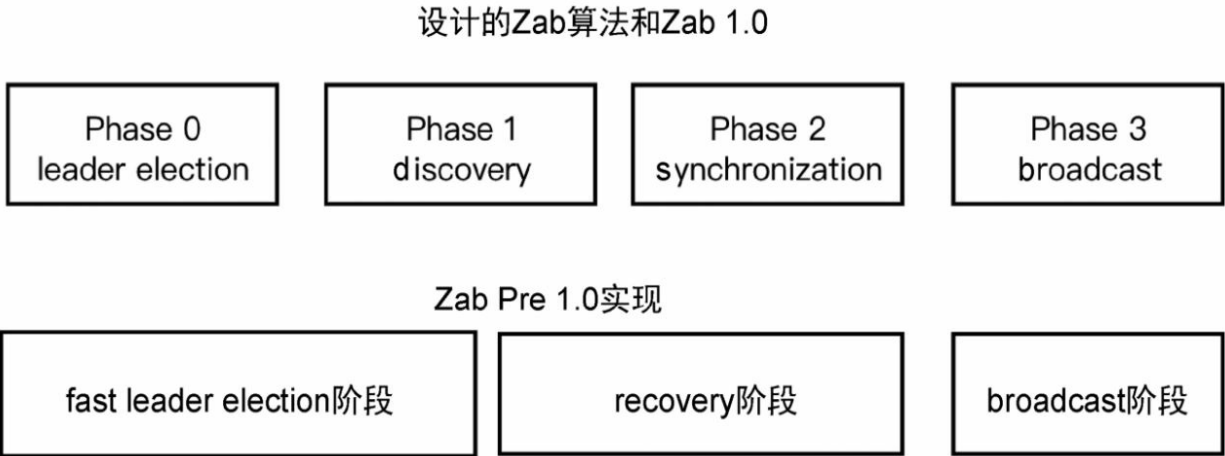 设计的Zab算法和Zab 1.0
Phase 0
leader election
Phase 1
discovery
Phase 2
synchronization
Phase 3
broadcast
Zab Pre 1.0实现
fast leader election阶段
recovery阶段
broadcast阶段